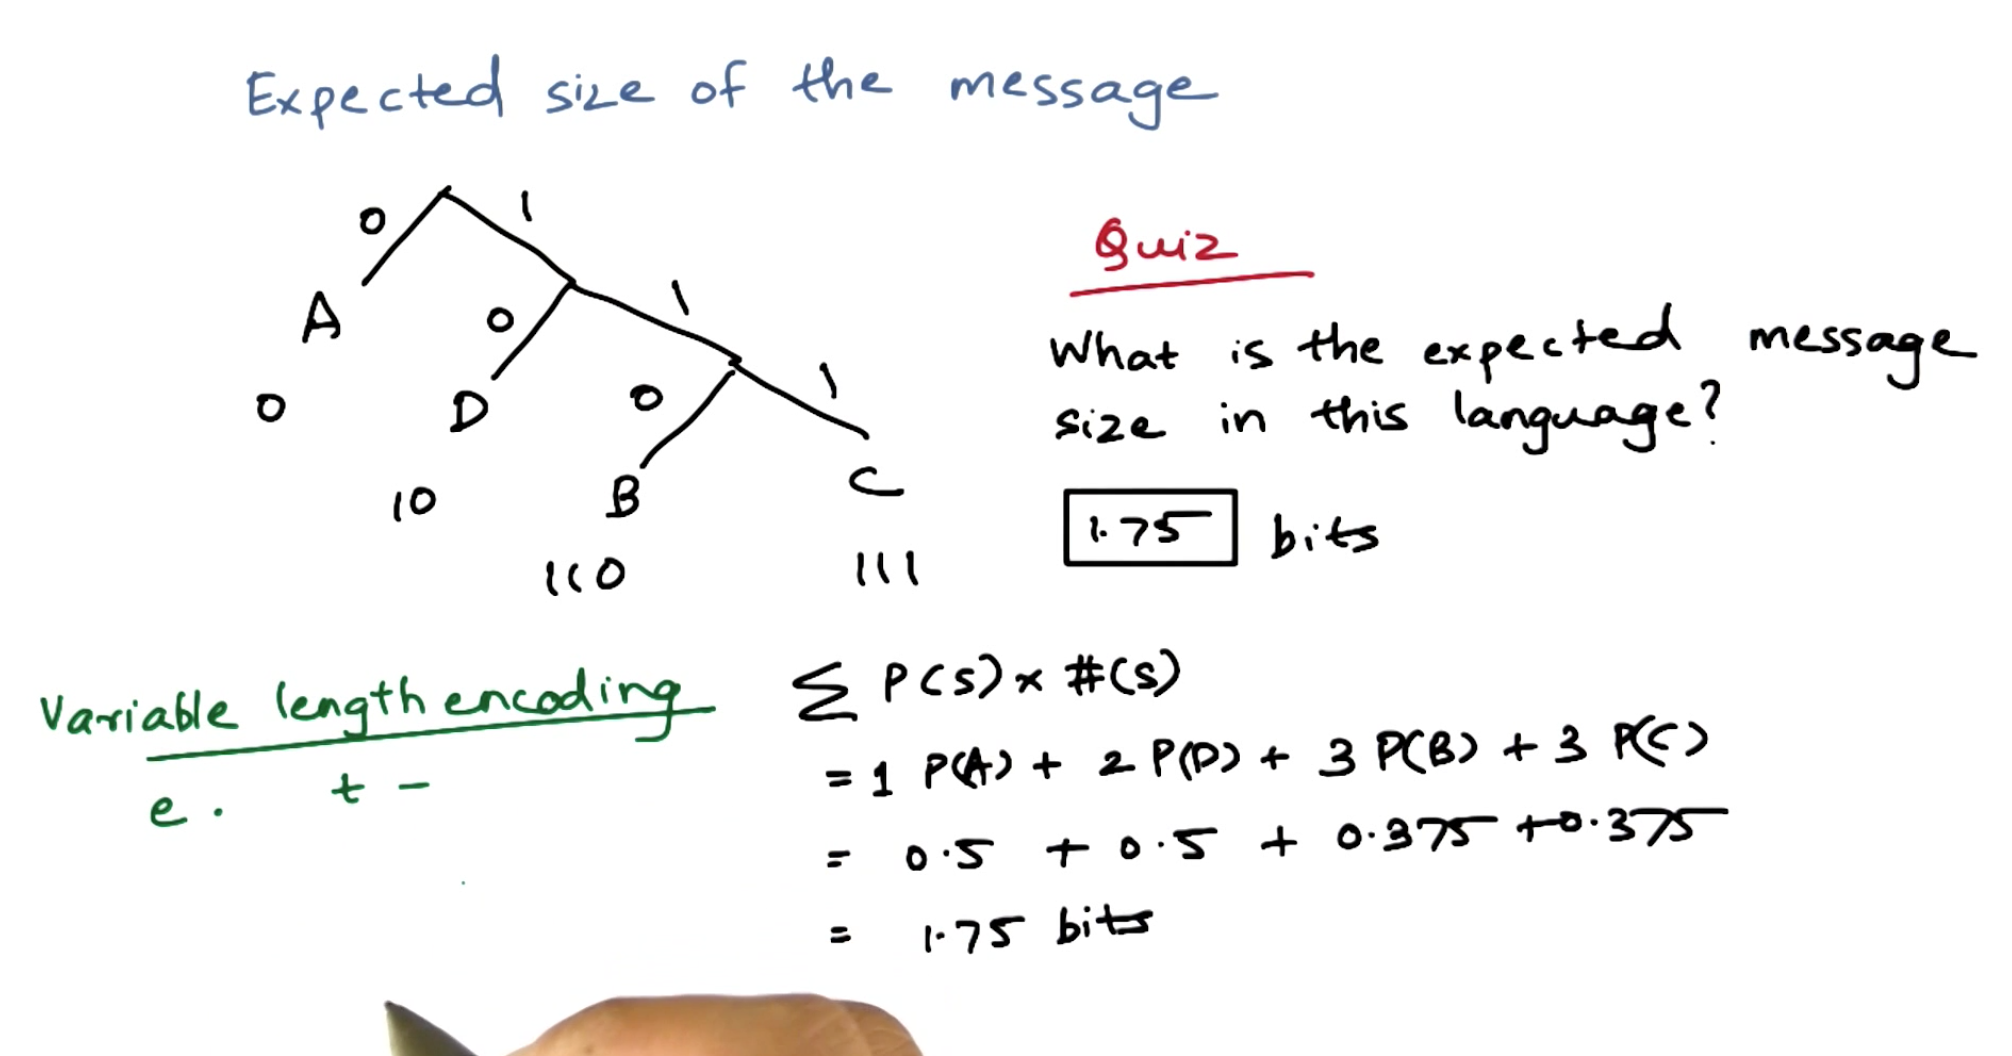 Expected size of the message
0 1
A 0 1
0 D 0 1
10 B C
110 111
Quiz
What is the expected message
size in this language?
1.75 bits
Variable length encoding
e . t -
Σ P(s) x #(s)
= 1 P(A) + 2 P(D) + 3 P(B) + 3 P(C)
= 0.5 + 0.5 + 0.375 + 0.375
= 1.75 bits